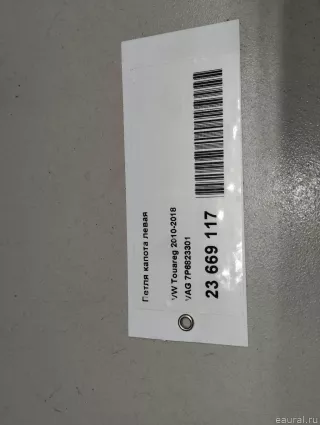 Петля капота левая
VW Touareg 2010-2018
VAG 7P6823301
23 669 117
eaural.ru